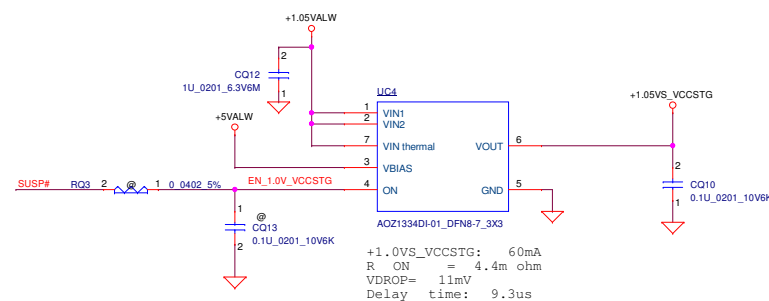 +1.05VALW
2
CQ12
1U_0201_6.3V6M
1
UC4
+1.05VS_VCCSTG
1 VIN1
2 VIN2
+5VALW
7 VIN thermal VOUT 6
3 VBIAS
SUSP# RQ3 2 @ 1 0_0402_5% EN_1.0V_VCCSTG 4 ON GND 5
2
CQ10
0.1U_0201_10V6K
1
1 @
CQ13
2 0.1U_0201_10V6K
AOZ1334DI-01_DFN8-7_3X3
+1.0VS_VCCSTG: 60mA
R ON = 4.4m ohm
VDROP= 11mV
Delay time: 9.3us